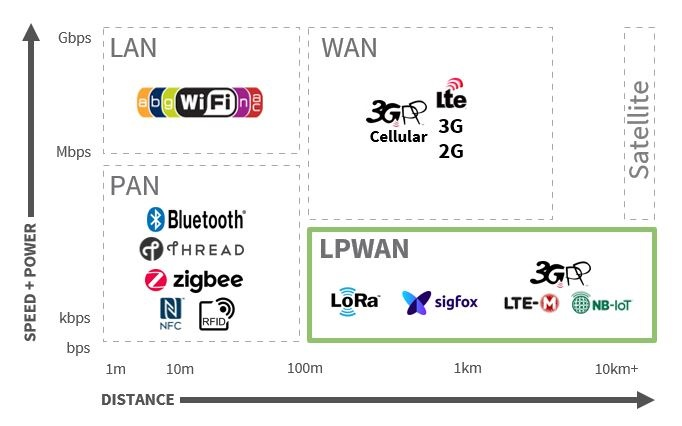 Gbps
Mbps
kbps
bps
SPEED + POWER
LAN
a b g WiFi n ac
WAN
3GPP
Cellular
Lte
3G
2G
Satellite
PAN
Bluetooth
THREAD
zigbee
NFC
RFID
LPWAN
LoRa
sigfox
3GPP
LTE-M
NB-IoT
1m 10m 100m 1km 10km+
DISTANCE